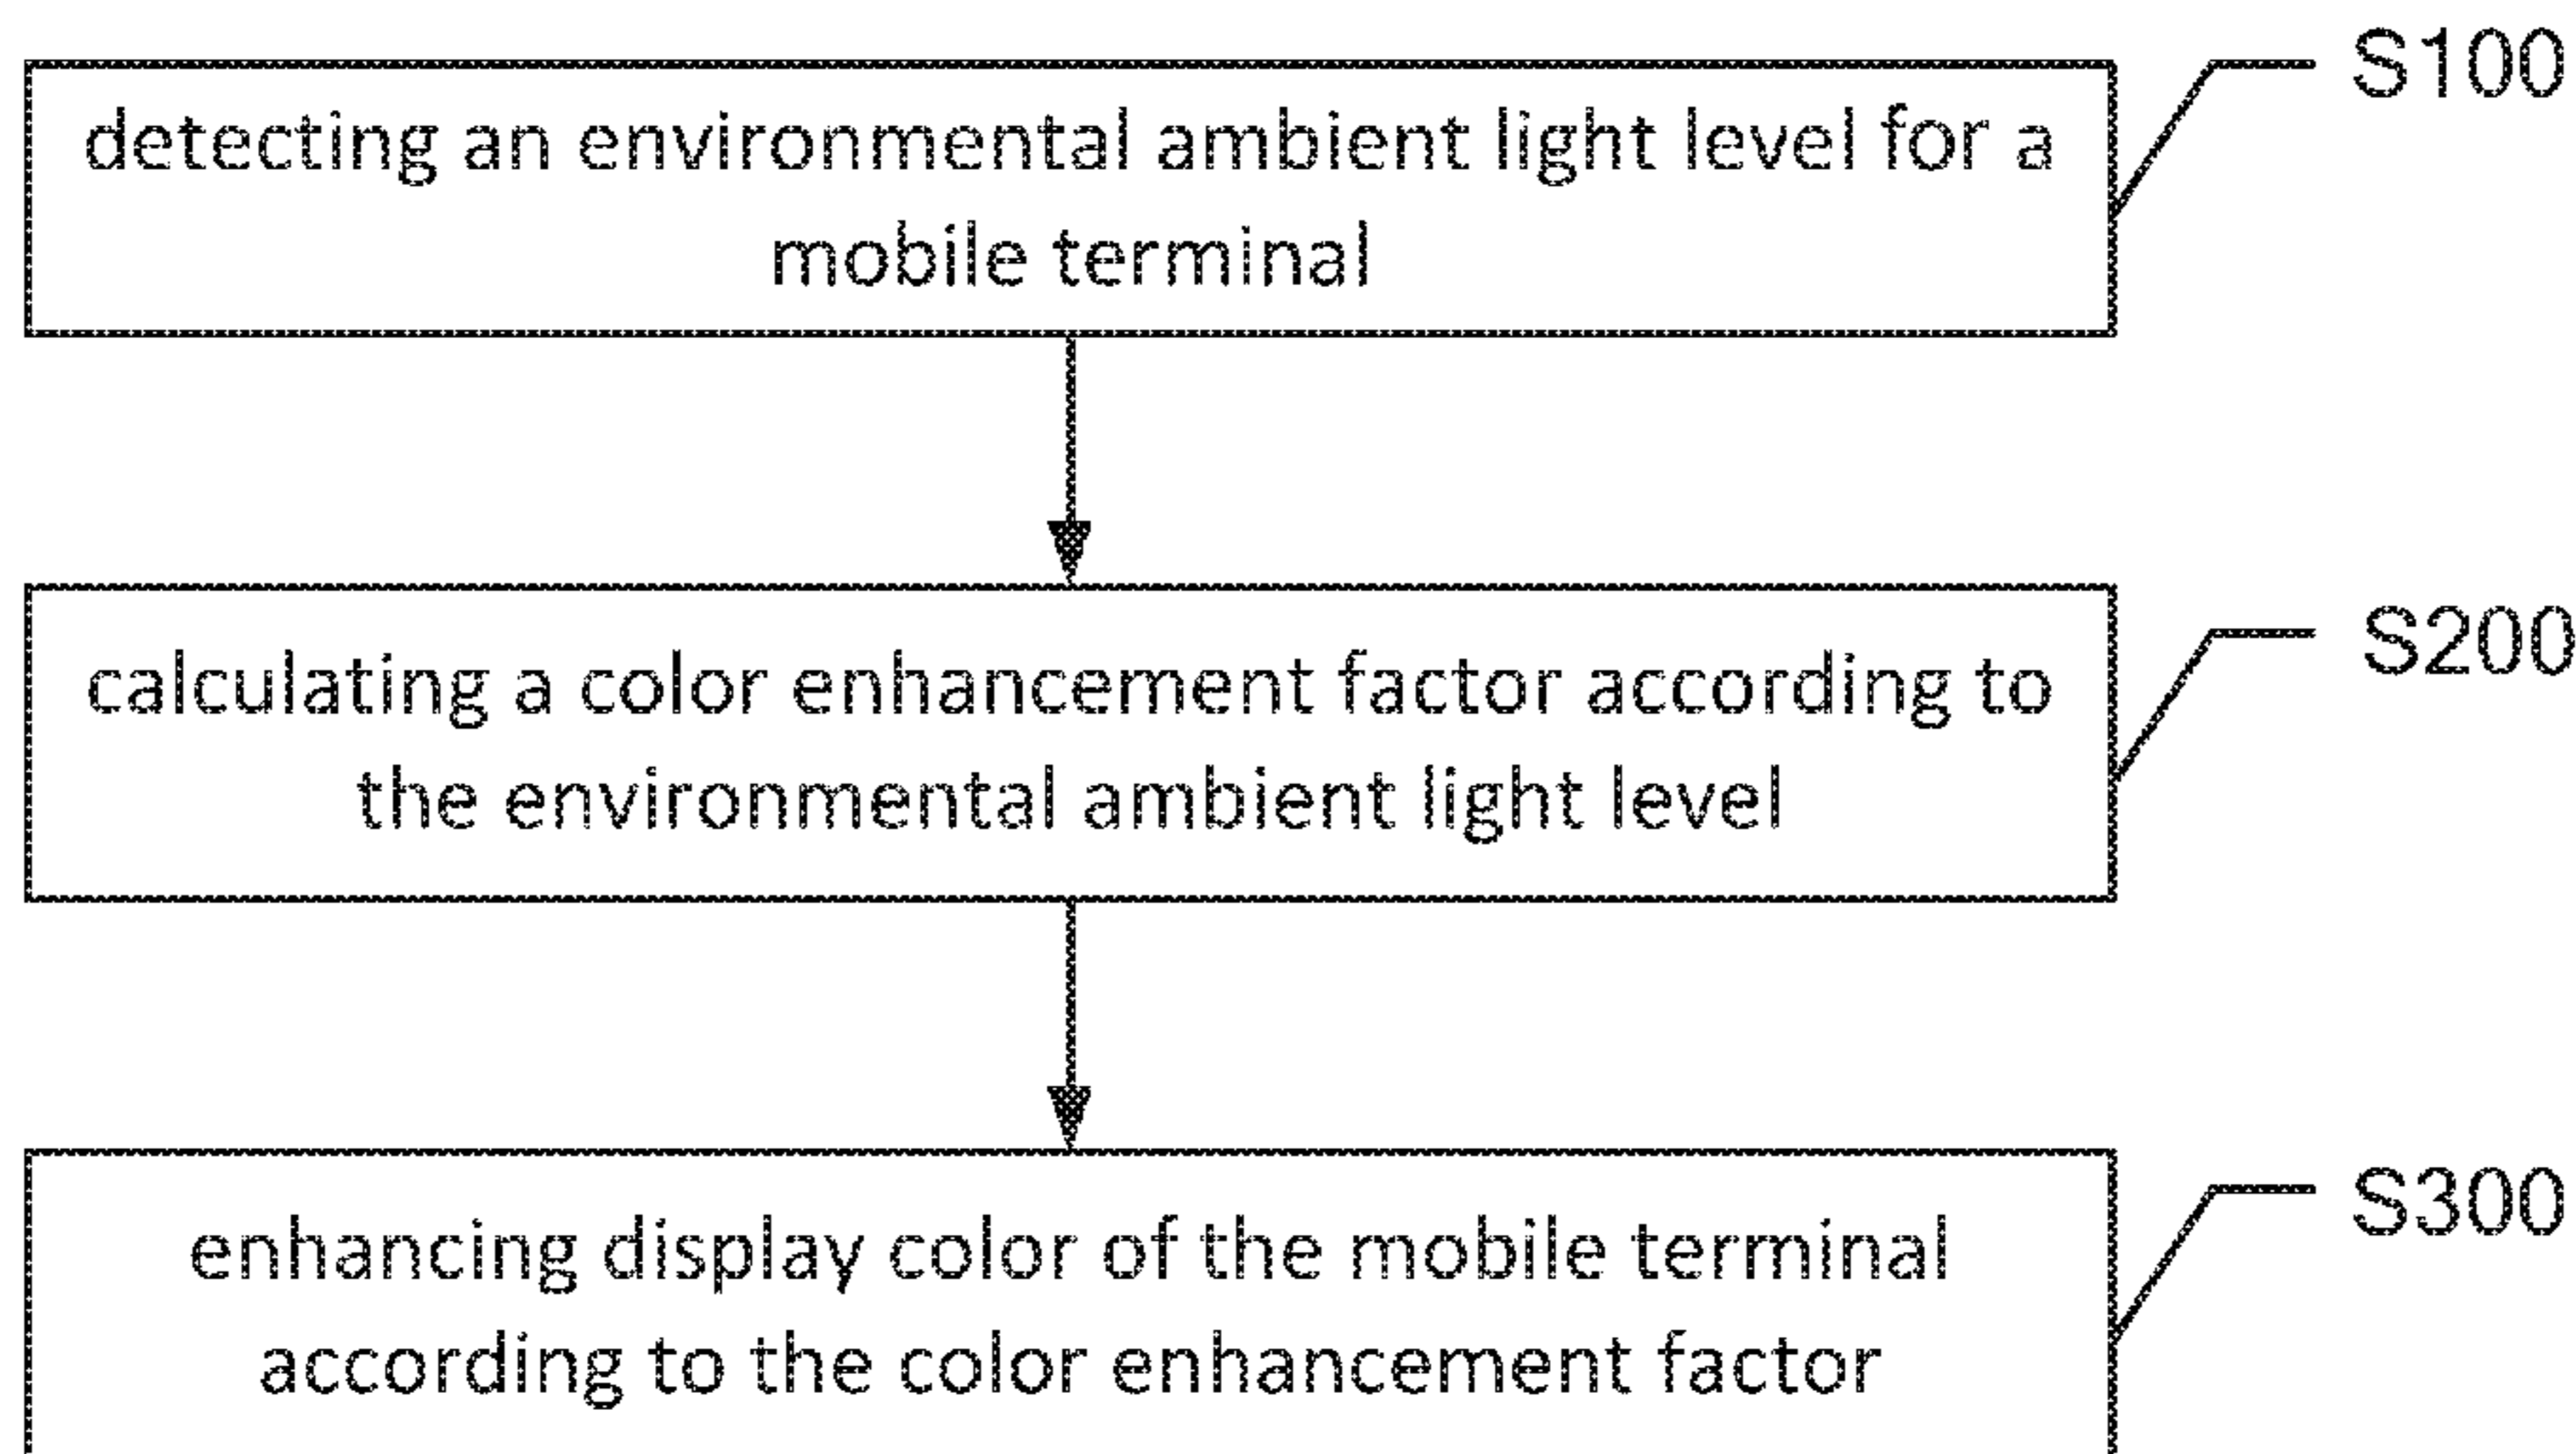 S100
detecting an environmental ambient light level for a
mobile terminal
S200
calculating a color enhancement factor according to
the environmental ambient light level
S300
enhancing display color of the mobile terminal
according to the color enhancement factor